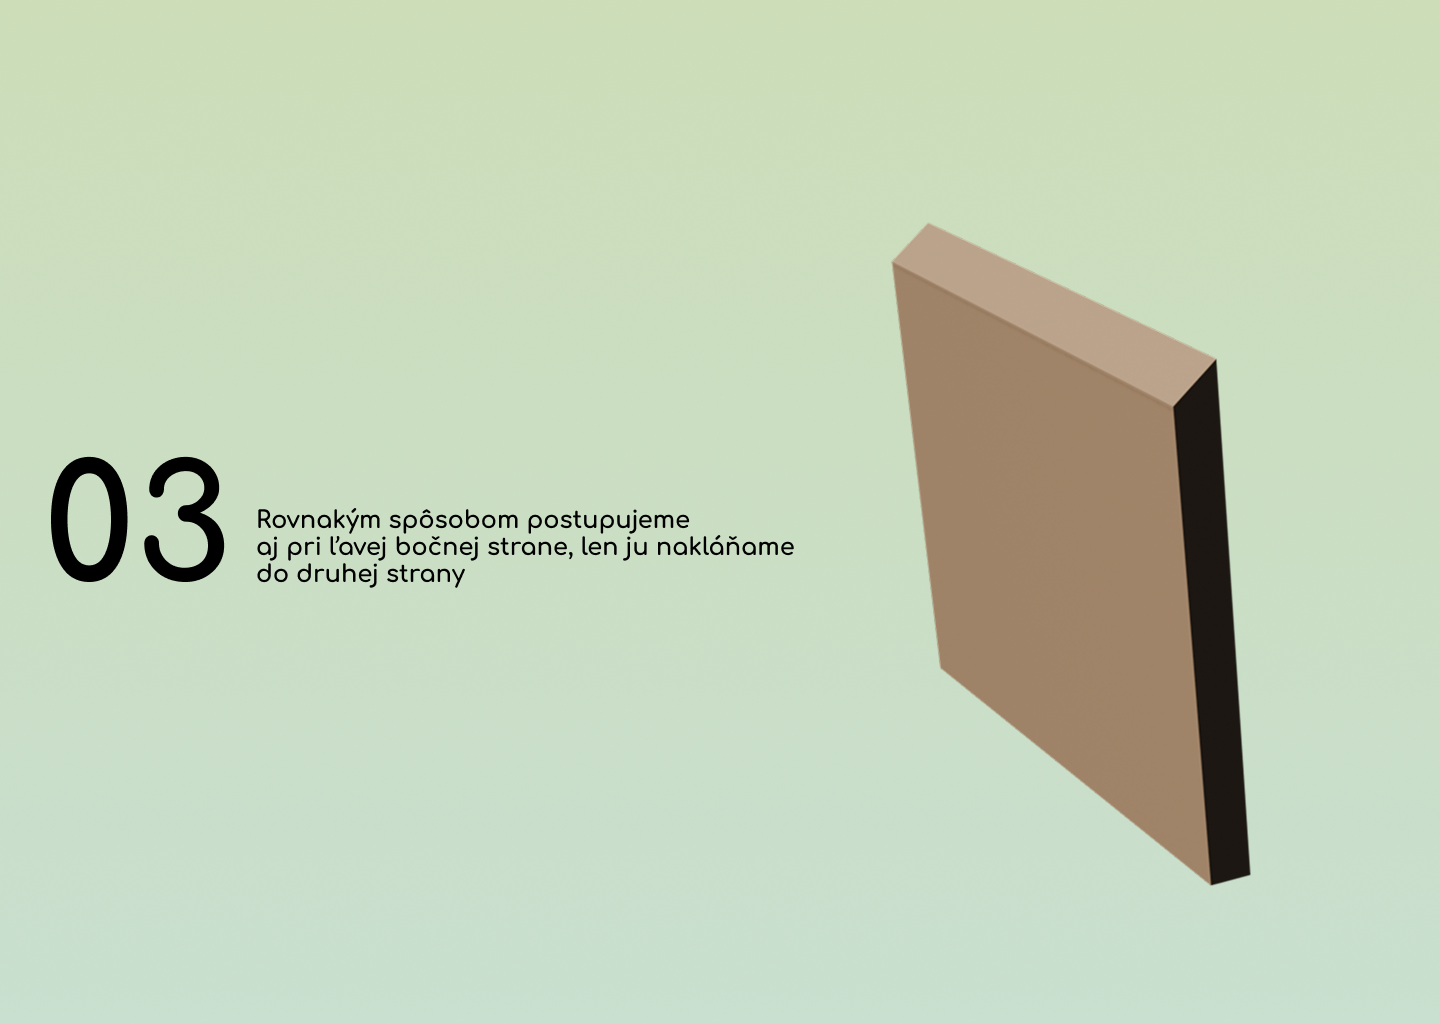 03
Rovnakým spôsobom postupujeme
aj pri ľavej bočnej strane, len ju nakláňame
do druhej strany